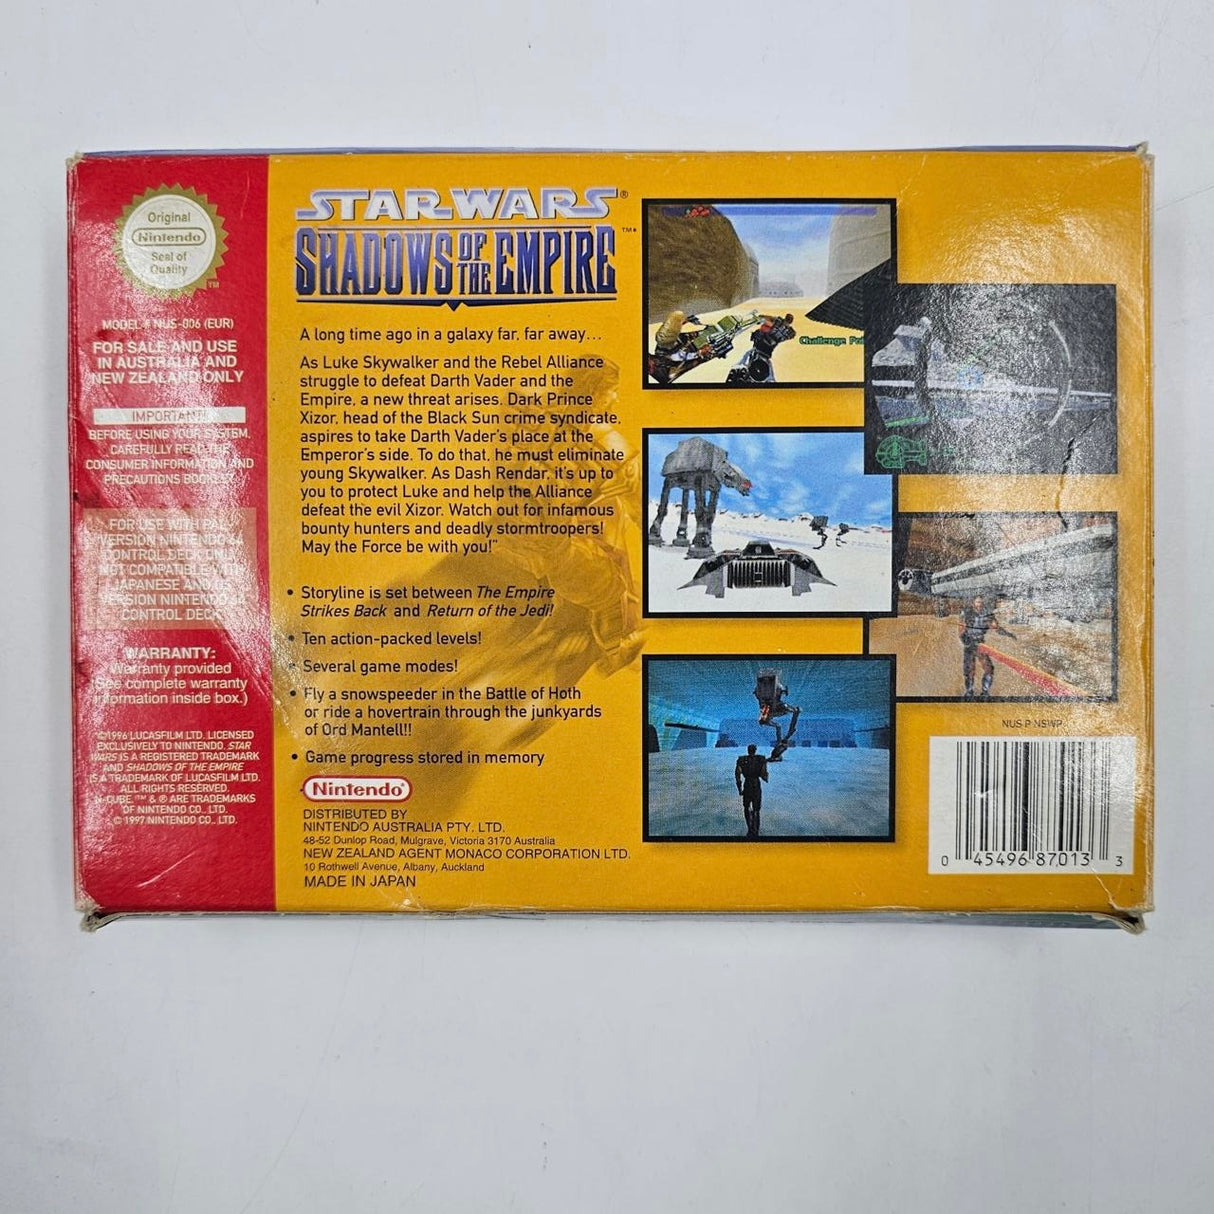 Original
Nintendo
Seal of
Quality
TM
MODEL # NUS-006 (EUR)
FOR SALE AND USE
IN AUSTRALIA AND
NEW ZEALAND ONLY
IMPORTANT:
BEFORE USING YOUR SYSTEM,
CAREFULLY READ THE
CONSUMER INFORMATION AND
PRECAUTIONS BOOKLET
FOR USE WITH PAL
VERSION NINTENDO 64
CONTROL DECK ONLY
NOT COMPATIBLE WITH
JAPANESE AND US
VERSION NINTENDO 64
CONTROL DECK
WARRANTY:
Warranty provided
(See complete warranty
information inside box.)
©1996 LUCASFILM LTD. LICENSED
EXCLUSIVELY TO NINTENDO. STAR
WARS IS A REGISTERED TRADEMARK
AND SHADOWS OF THE EMPIRE
IS A TRADEMARK OF LUCASFILM LTD.
ALL RIGHTS RESERVED.
N-CUBE, ™ & ® ARE TRADEMARKS
OF NINTENDO CO., LTD.
© 1997 NINTENDO CO., LTD.
STAR WARS®
SHADOWS OF THE EMPIRE
A long time ago in a galaxy far, far away...
As Luke Skywalker and the Rebel Alliance
struggle to defeat Darth Vader and the
Empire, a new threat arises. Dark Prince
Xizor, head of the Black Sun crime syndicate,
aspires to take Darth Vader's place at the
Emperor's side. To do that, he must eliminate
young Skywalker. As Dash Rendar, it's up to
you to protect Luke and help the Alliance
defeat the evil Xizor. Watch out for infamous
bounty hunters and deadly stormtroopers!
May the Force be with you!"
• Storyline is set between The Empire
Strikes Back and Return of the Jedi!
• Ten action-packed levels!
• Several game modes!
• Fly a snowspeeder in the Battle of Hoth
or ride a hovertrain through the junkyards
of Ord Mantell!!
• Game progress stored in memory
Nintendo®
DISTRIBUTED BY
NINTENDO AUSTRALIA PTY. LTD.
48-52 Dunlop Road, Mulgrave, Victoria 3170 Australia
NEW ZEALAND AGENT MONACO CORPORATION LTD.
10 Rothwell Avenue, Albany, Auckland
MADE IN JAPAN
Challenge
NUS P NSWP
0 45496 87013 3